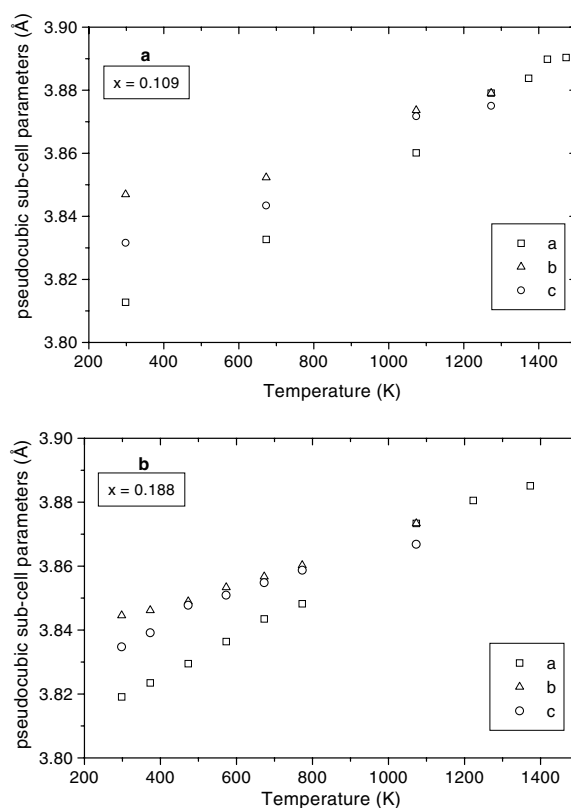 3.90
3.88
3.86
3.84
3.82
3.80
pseudocubic sub-cell parameters (Å)
a
x = 0.109
a
b
c
200 400 600 800 1000 1200 1400
Temperature (K)
3.90
3.88
3.86
3.84
3.82
3.80
pseudocubic sub-cell parameters (Å)
b
x = 0.188
a
b
c
200 400 600 800 1000 1200 1400
Temperature (K)